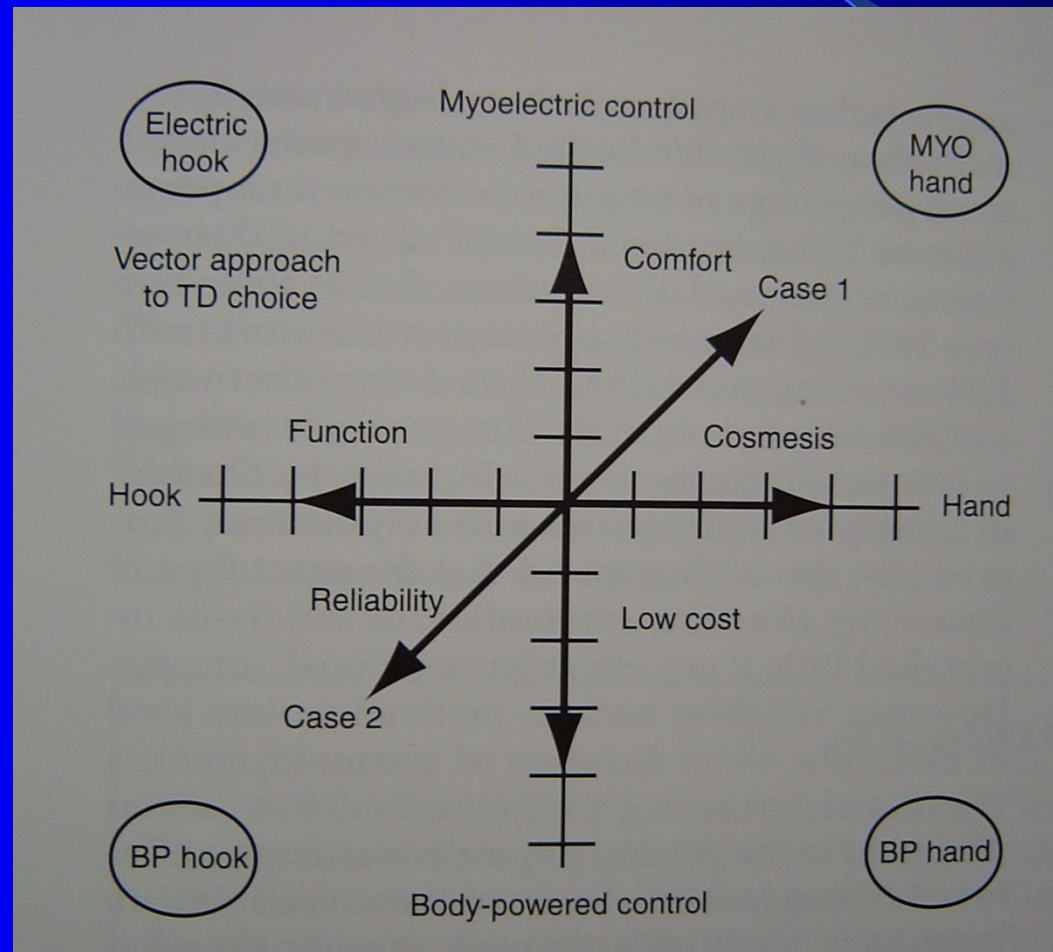 Myoelectric control
Electric
hook
MYO
hand
Vector approach
to TD choice
Comfort
Case 1
Function
Cosmesis
Hook
Hand
Reliability
Low cost
Case 2
BP hook
BP hand
Body-powered control